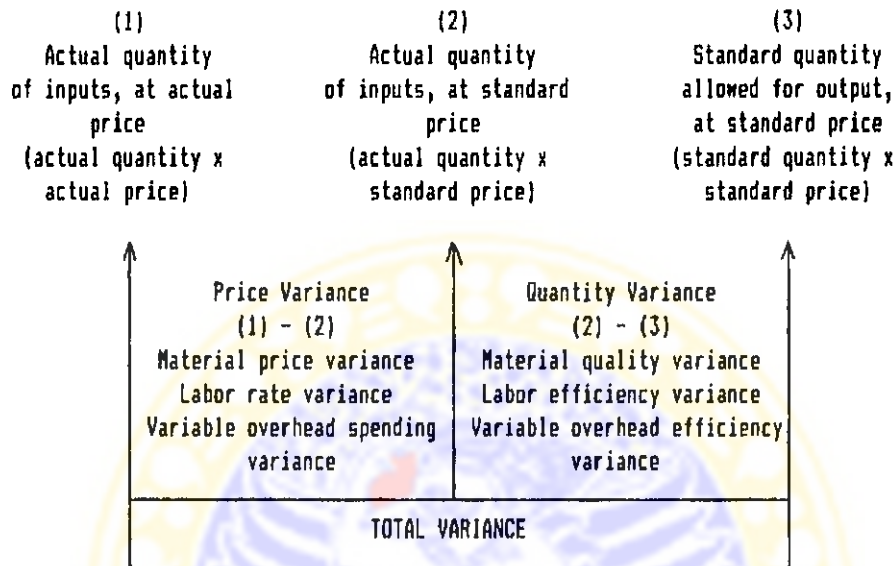 (1)
Actual quantity
of inputs, at actual
price
(actual quantity x
actual price)
(2)
Actual quantity
of inputs, at standard
price
(actual quantity x
standard price)
(3)
Standard quantity
allowed for output,
at standard price
(standard quantity x
standard price)
Price Variance
(1) - (2)
Material price variance
Labor rate variance
Variable overhead spending
variance
Quantity Variance
(2) - (3)
Material quality variance
Labor efficiency variance
Variable overhead efficiency
variance
TOTAL VARIANCE